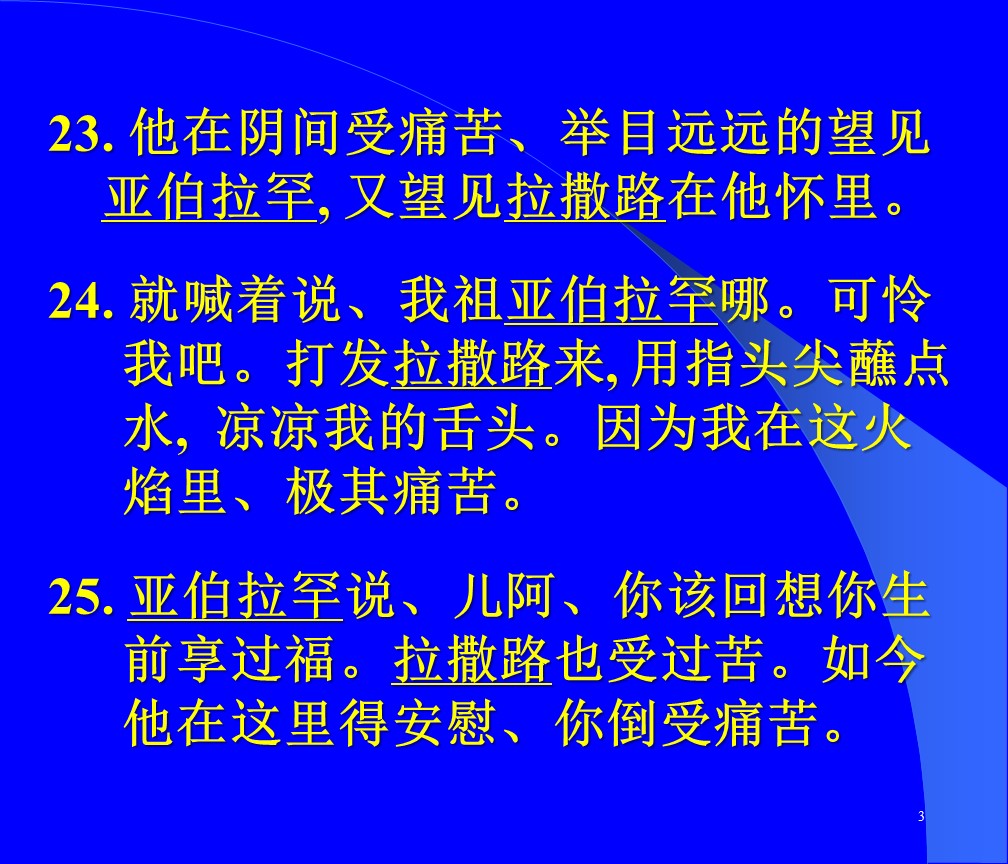 23. 他在阴间受痛苦、举目远远的望见
亚伯拉罕, 又望见拉撒路在他怀里。
24. 就喊着说、我祖亚伯拉罕哪。可怜
我吧。打发拉撒路来, 用指头尖蘸点
水, 凉凉我的舌头。因为我在这火
焰里、极其痛苦。
25. 亚伯拉罕说、儿阿、你该回想你生
前享过福。拉撒路也受过苦。如今
他在这里得安慰、你倒受痛苦。
3